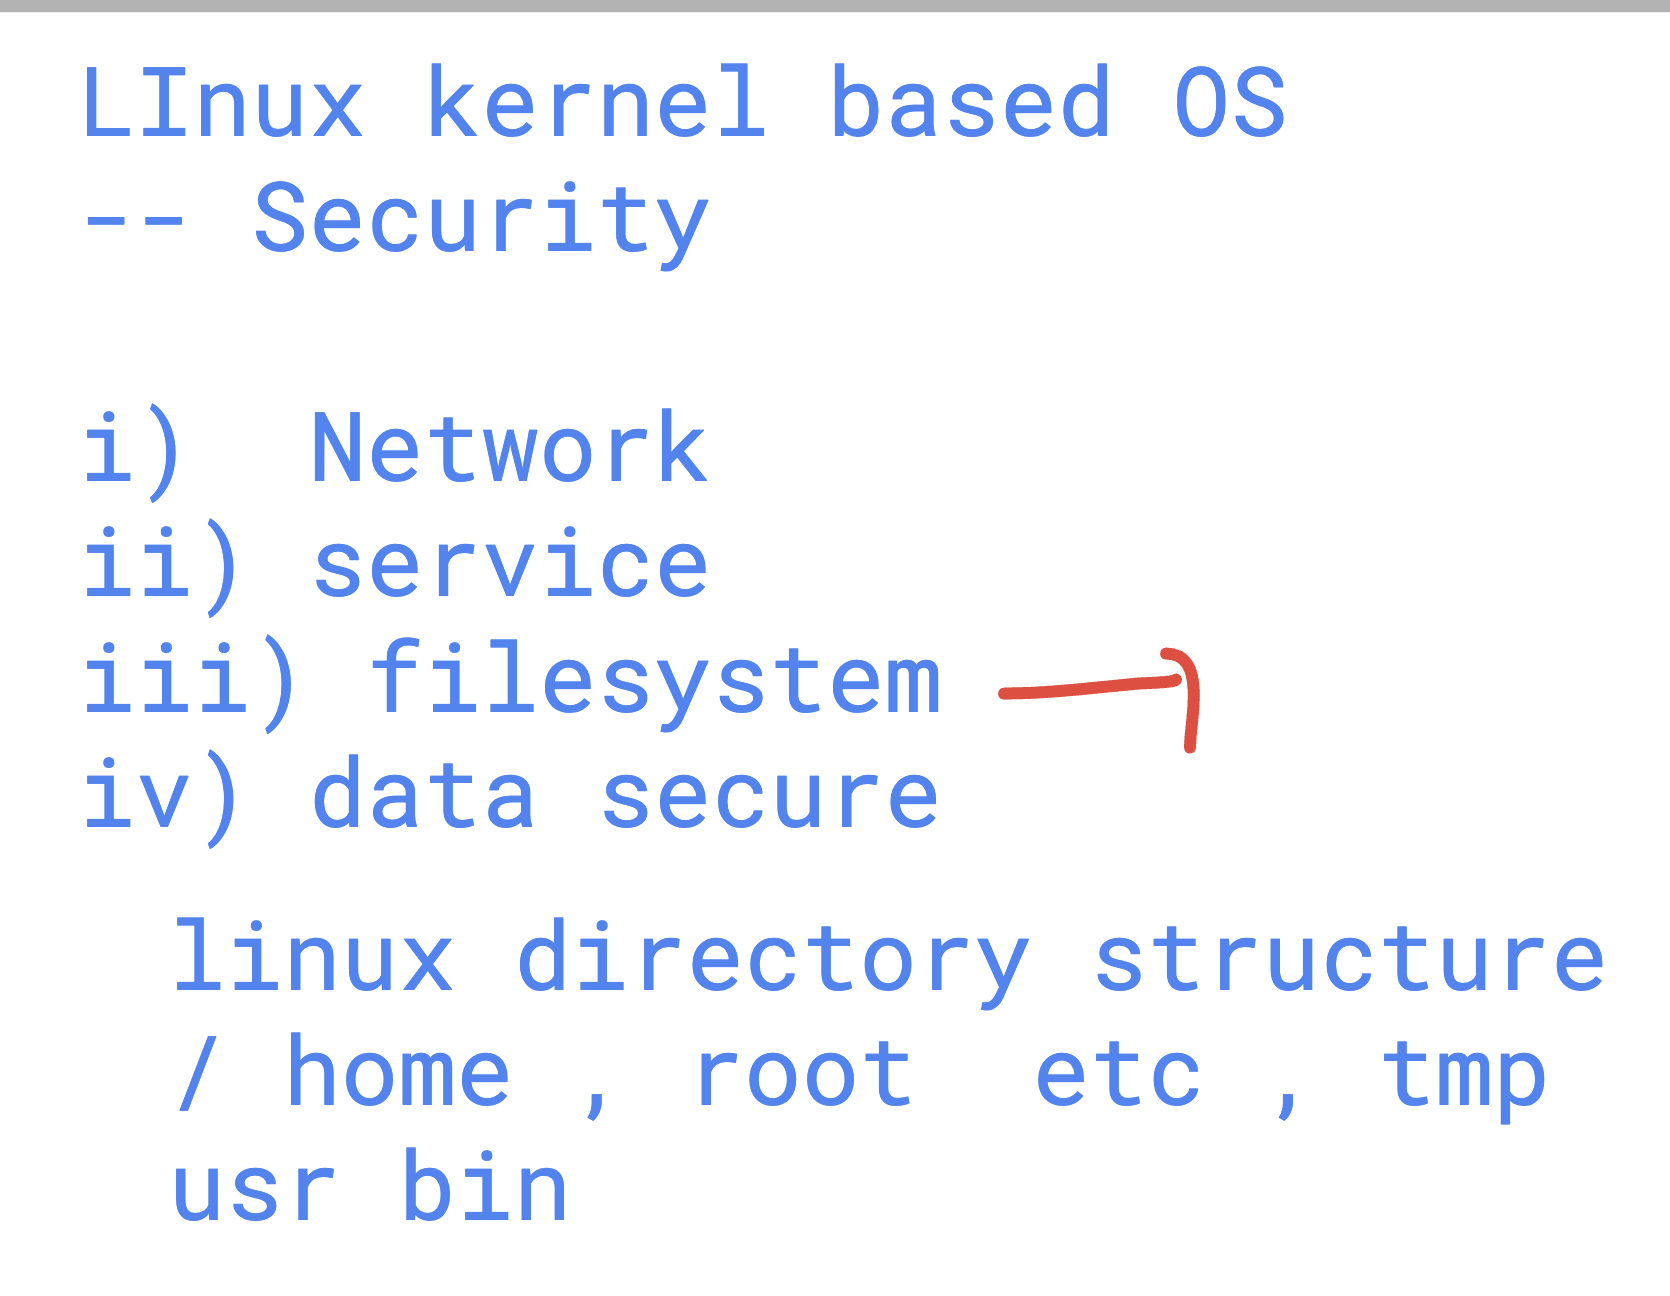 LInux kernel based OS
-- Security
i)  Network
ii) service
iii) filesystem
iv) data secure
linux directory structure
/ home , root  etc , tmp
usr bin